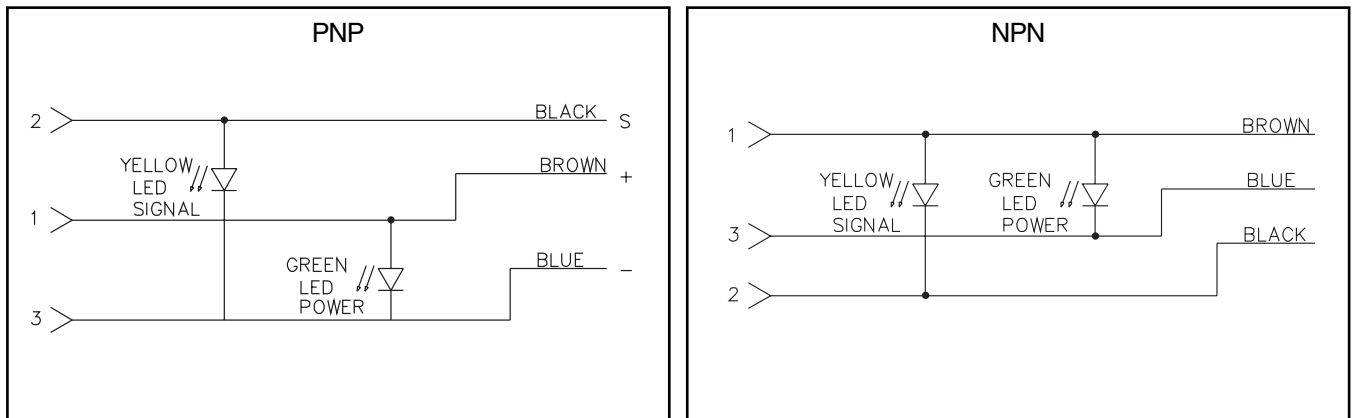 PNP
2
BLACK S
YELLOW
LED
SIGNAL
BROWN +
1
GREEN
LED
POWER
BLUE −
3
NPN
1
BROWN
YELLOW
LED
SIGNAL
GREEN
LED
POWER
BLUE
3
BLACK
2